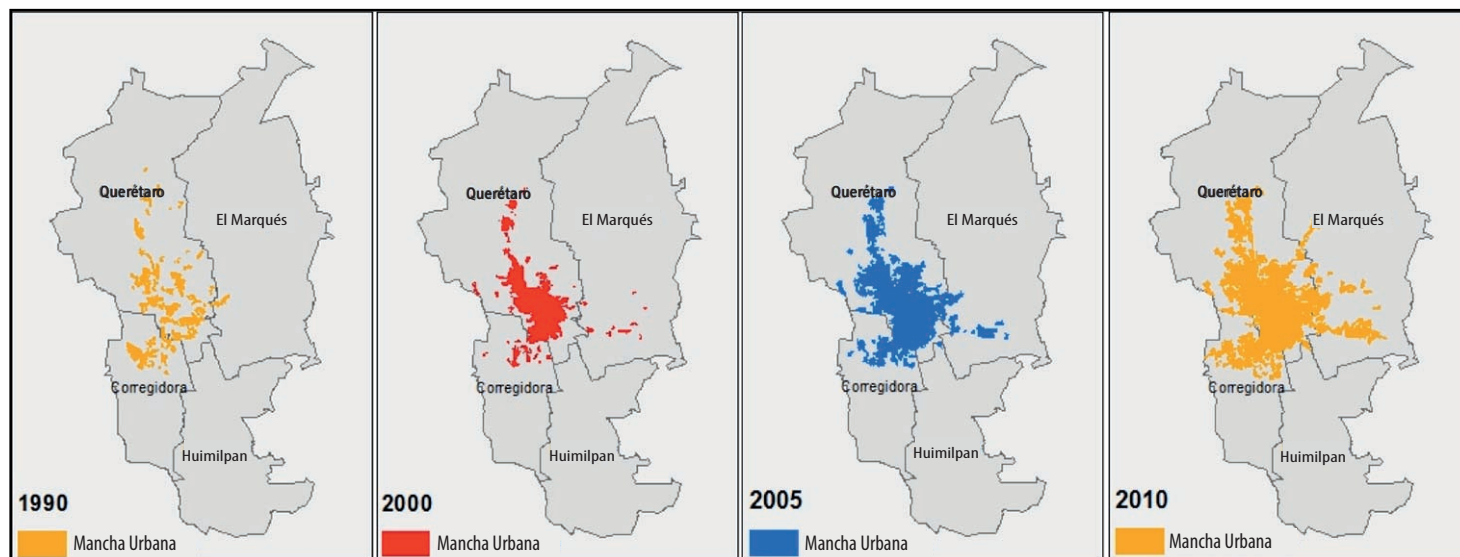 Querétaro
El Marqués
Corregidora
Huimilpan
1990
Mancha Urbana
Querétaro
El Marqués
Corregidora
Huimilpan
2000
Mancha Urbana
Querétaro
El Marqués
Corregidora
Huimilpan
2005
Mancha Urbana
Querétaro
El Marqués
Corregidora
Huimilpan
2010
Mancha Urbana